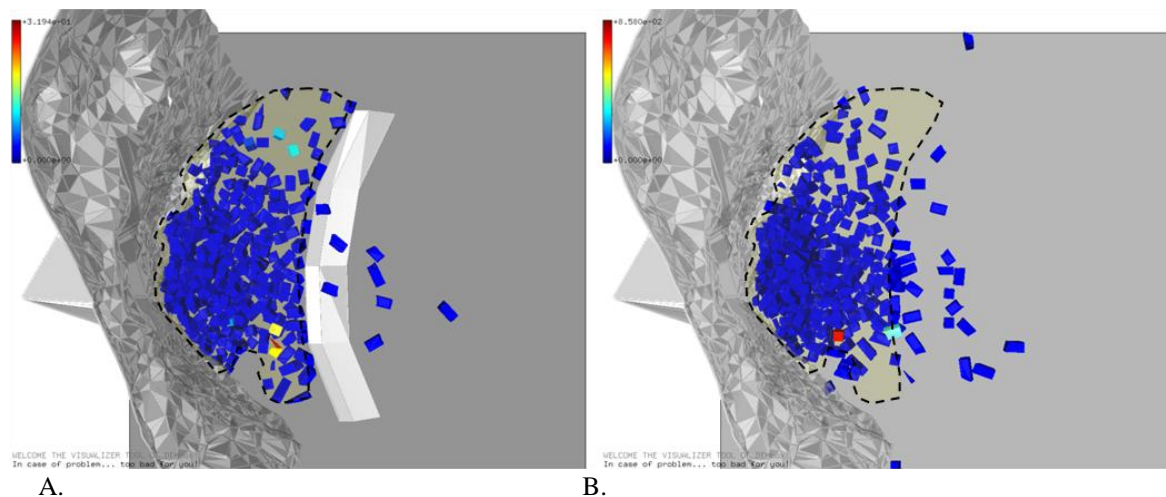 +3.194e-01
+0.000e+00
WELCOME THE VISUALIZER TOOL OF
In case of problem... too bad for you!
A.
+8.580e-02
+0.000e+00
WELCOME THE VISUALIZER TOOL OF
In case of problem... too bad for you!
B.